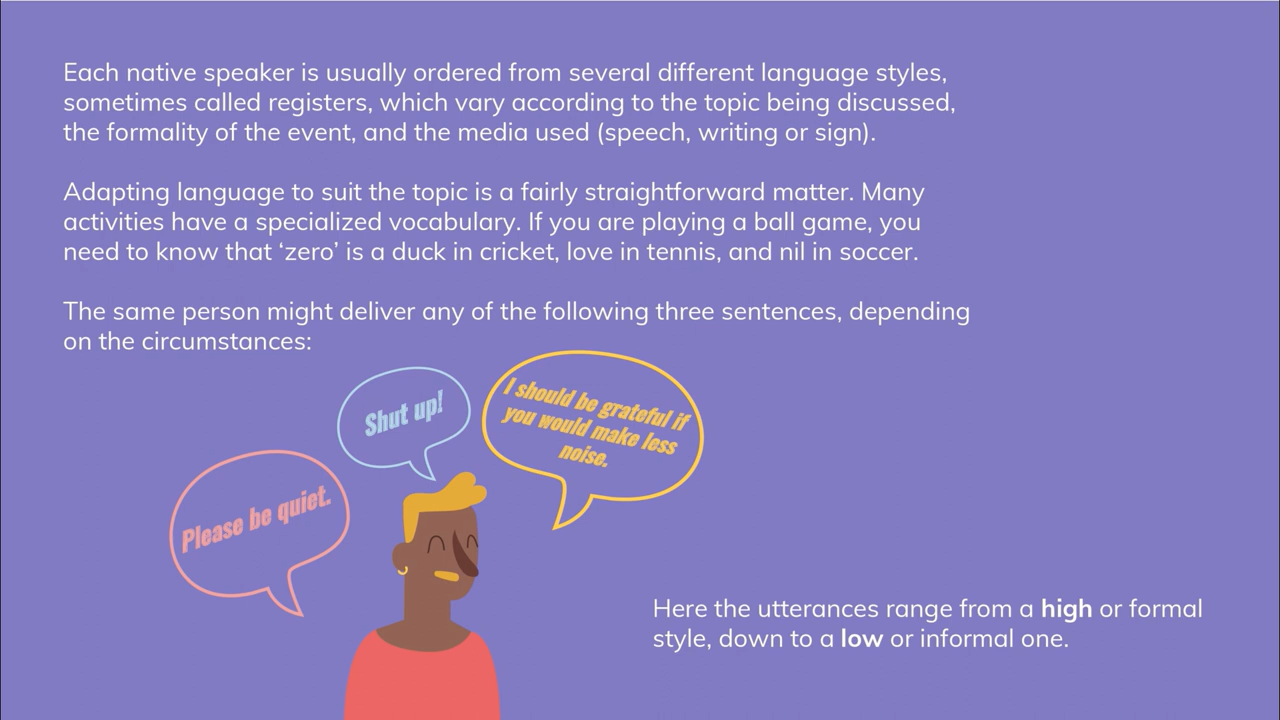 Each native speaker is usually ordered from several different language styles,
sometimes called registers, which vary according to the topic being discussed,
the formality of the event, and the media used (speech, writing or sign).
Adapting language to suit the topic is a fairly straightforward matter. Many
activities have a specialized vocabulary. If you are playing a ball game, you
need to know that ‘zero’ is a duck in cricket, love in tennis, and nil in soccer.
The same person might deliver any of the following three sentences, depending
on the circumstances:
Please be quiet.
Shut up!
I should be grateful if
you would make less
noise.
Here the utterances range from a high or formal
style, down to a low or informal one.